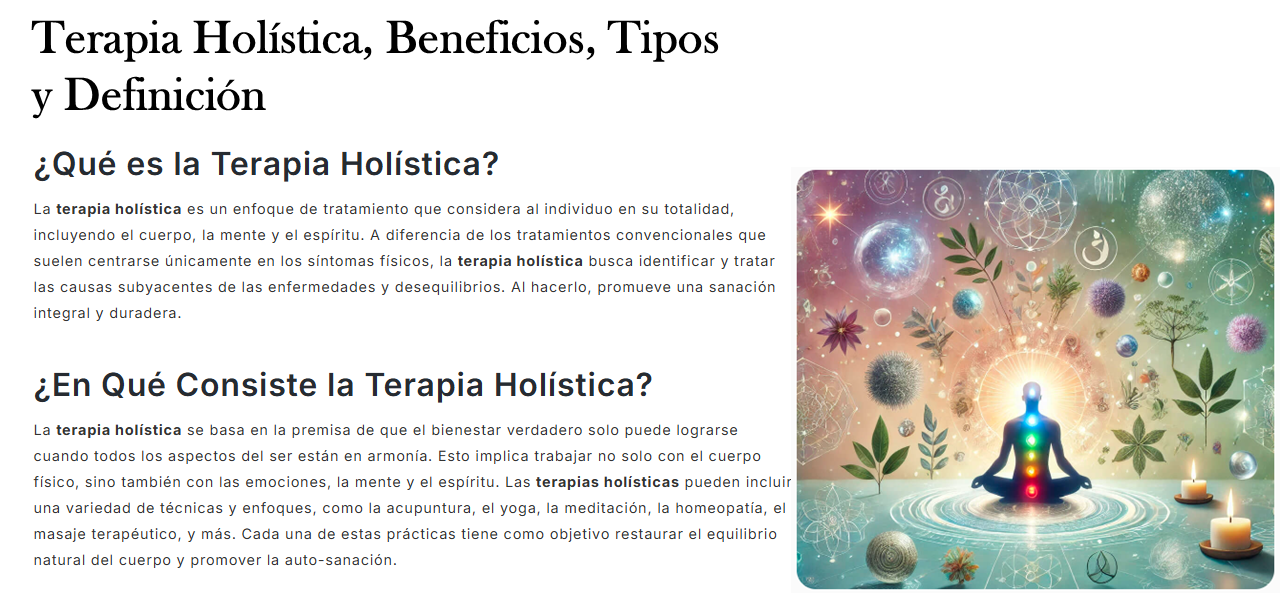 Terapia Holística, Beneficios, Tipos
y Definición
¿Qué es la Terapia Holística?
La terapia holística es un enfoque de tratamiento que considera al individuo en su totalidad,
incluyendo el cuerpo, la mente y el espíritu. A diferencia de los tratamientos convencionales que
suelen centrarse únicamente en los síntomas físicos, la terapia holística busca identificar y tratar
las causas subyacentes de las enfermedades y desequilibrios. Al hacerlo, promueve una sanación
integral y duradera.
¿En Qué Consiste la Terapia Holística?
La terapia holística se basa en la premisa de que el bienestar verdadero solo puede lograrse
cuando todos los aspectos del ser están en armonía. Esto implica trabajar no solo con el cuerpo
físico, sino también con las emociones, la mente y el espíritu. Las terapias holísticas pueden incluir
una variedad de técnicas y enfoques, como la acupuntura, el yoga, la meditación, la homeopatía, el
masaje terapéutico, y más. Cada una de estas prácticas tiene como objetivo restaurar el equilibrio
natural del cuerpo y promover la auto-sanación.